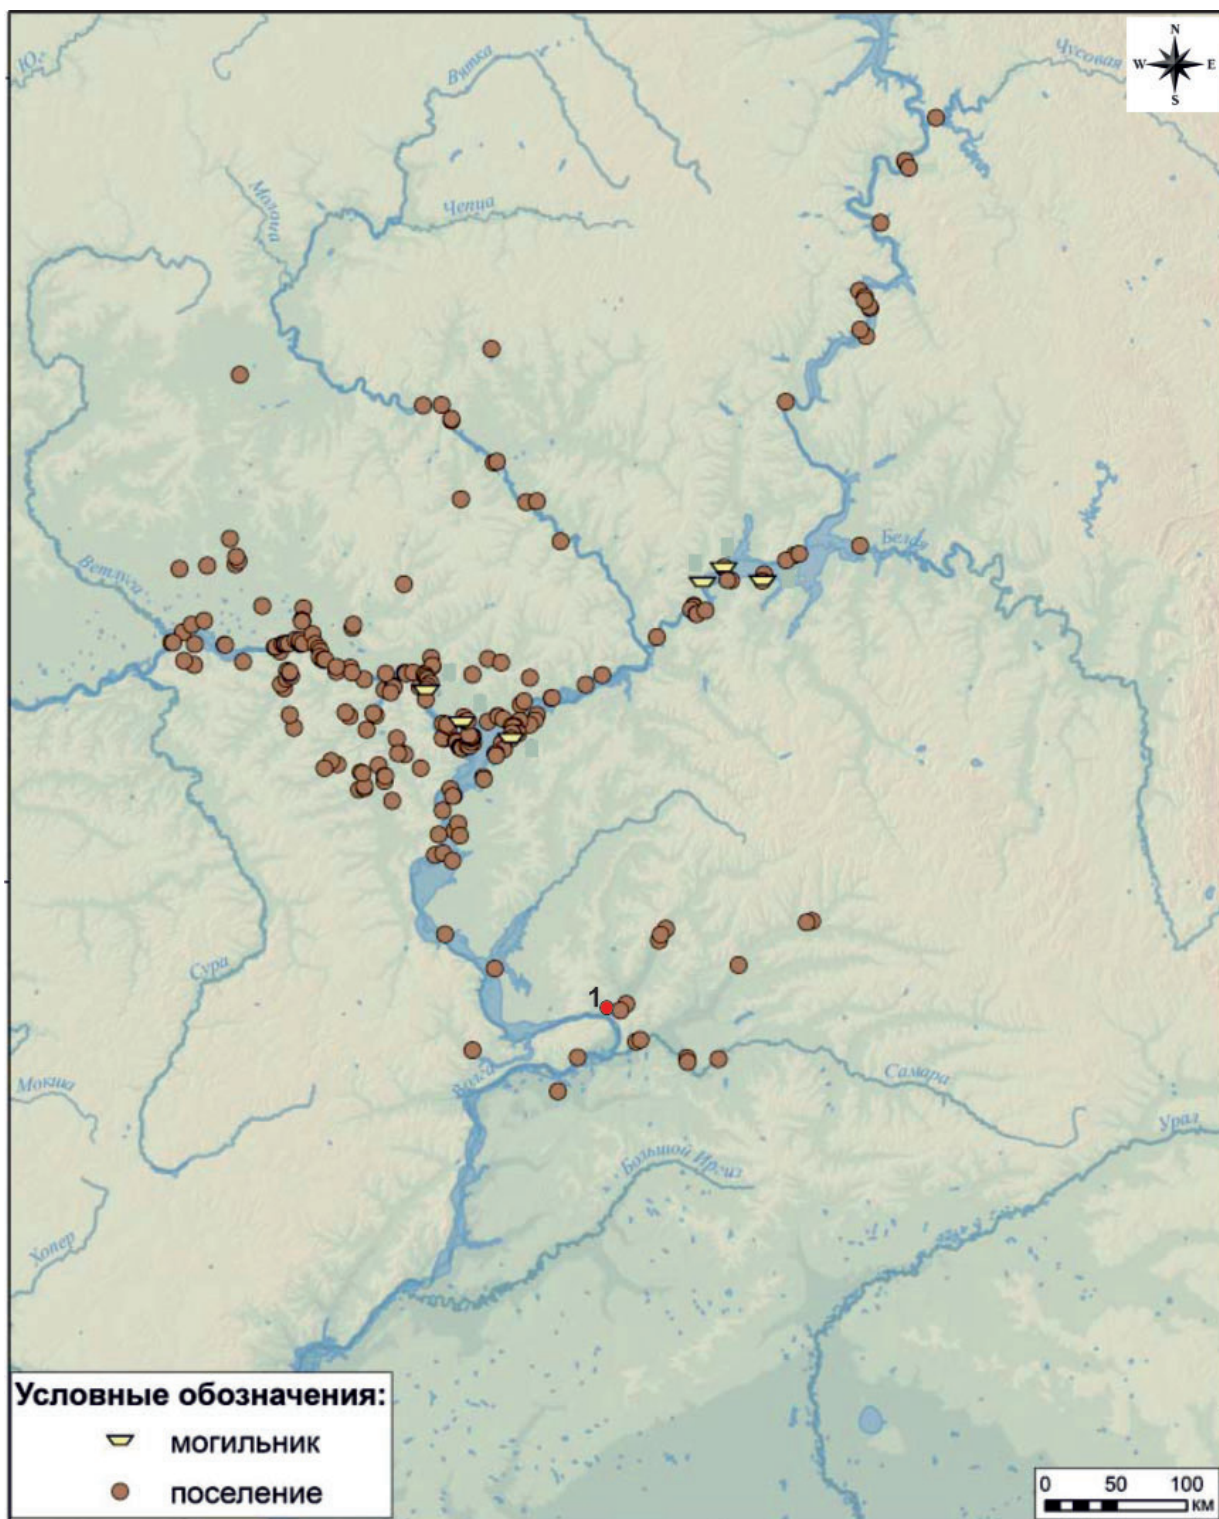 N
W E
S
Юг
Вятка
Чусовая
Молома
Чепца
Белая
Ветлуга
Сура
1
Мокша
Волга
Самара
Урал
Большой Иргиз
Хопер
Условные обозначения:
могильник
поселение
0 50 100
КМ